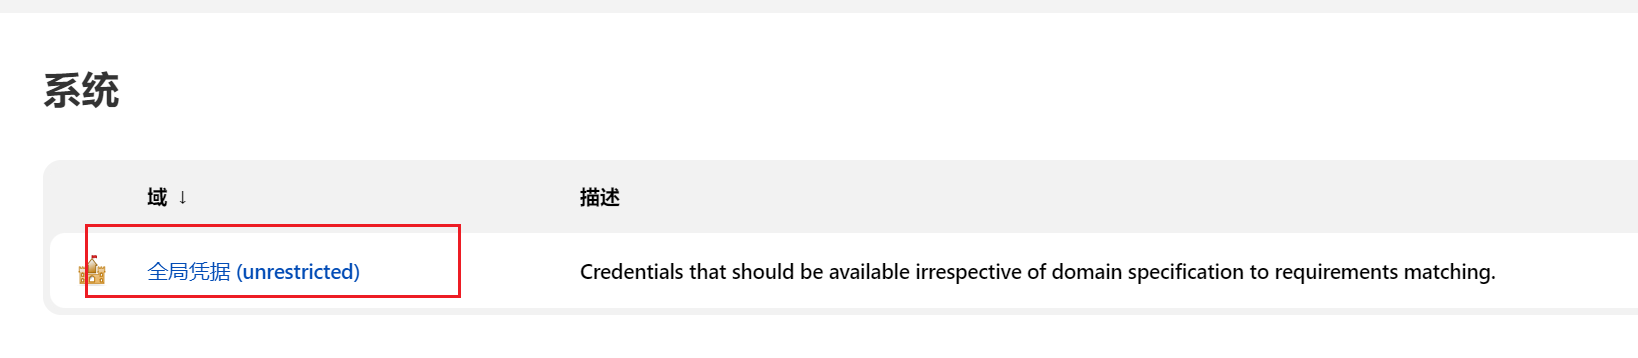 系统
域 ↓ 描述
全局凭据 (unrestricted) Credentials that should be available irrespective of domain specification to requirements matching.